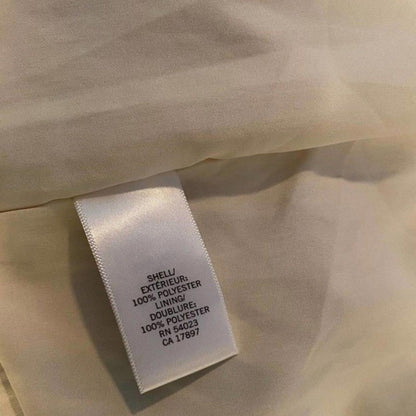 SHELL/
EXTÉRIEUR:
100% POLYESTER
LINING/
DOUBLURE:
100% POLYESTER
RN 54023
CA 17897